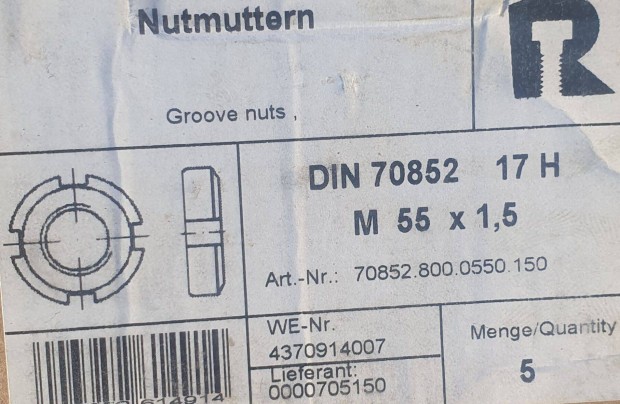 Nutmuttern
R
Groove nuts ,
DIN 70852 17 H
M 55 x 1,5
Art.-Nr.: 70852.800.0550.150
WE-Nr.
4370914007
Lieferant:
0000705150
Menge/Quantity
5